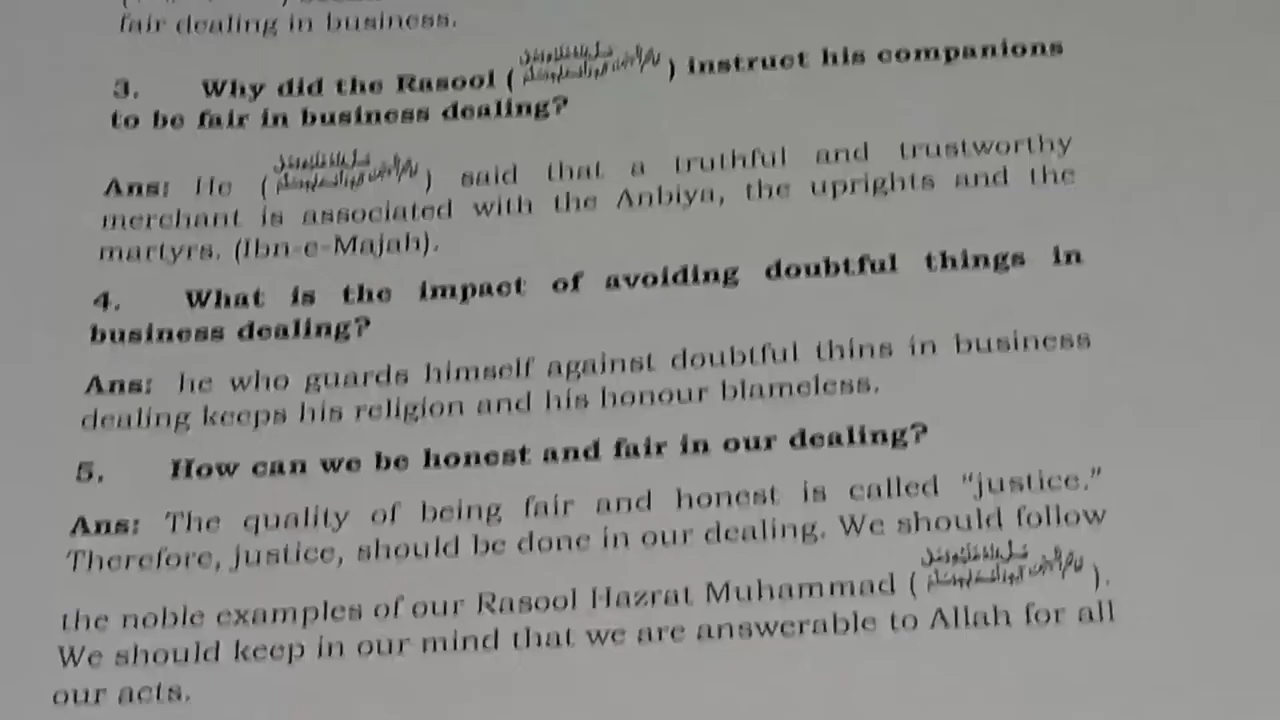 fair dealing in business.
3. Why did the Rasool ( ) instruct his companions
to be fair in business dealing?
Ans: He ( ) said that a truthful and trustworthy
merchant is associated with the Anbiya, the uprights and the
martyrs. (Ibn-e-Majah).
4. What is the impact of avoiding doubtful things in
business dealing?
Ans: he who guards himself against doubtful thins in business
dealing keeps his religion and his honour blameless.
5. How can we be honest and fair in our dealing?
Ans: The quality of being fair and honest is called “justice.”
Therefore, justice, should be done in our dealing. We should follow
the noble examples of our Rasool Hazrat Muhammad ( ).
We should keep in our mind that we are answerable to Allah for all
our acts.